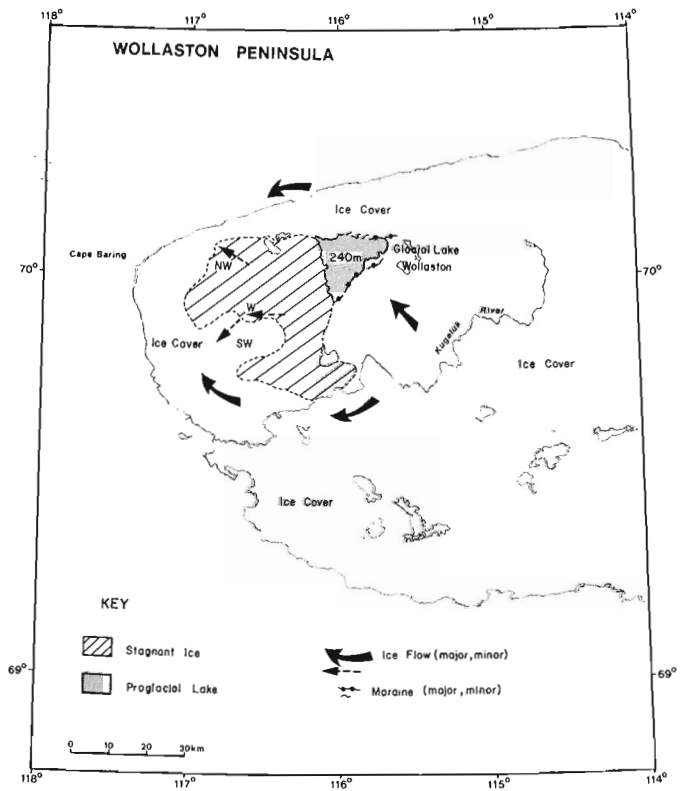 118° 117° 116° 115° 114°
WOLLASTON PENINSULA
Ice Cover
Cape Baring
240m
Glacial Lake
Wollaston
NW
70°
70°
W
River
Kugaluk
SW
Ice Cover
Ice Cover
Ice Cover
KEY
Stagnant Ice
Ice Flow (major, minor)
Proglacial Lake
Moraine (major, minor)
69°
69°
0 10 20 30km
118° 117° 116° 115° 114°